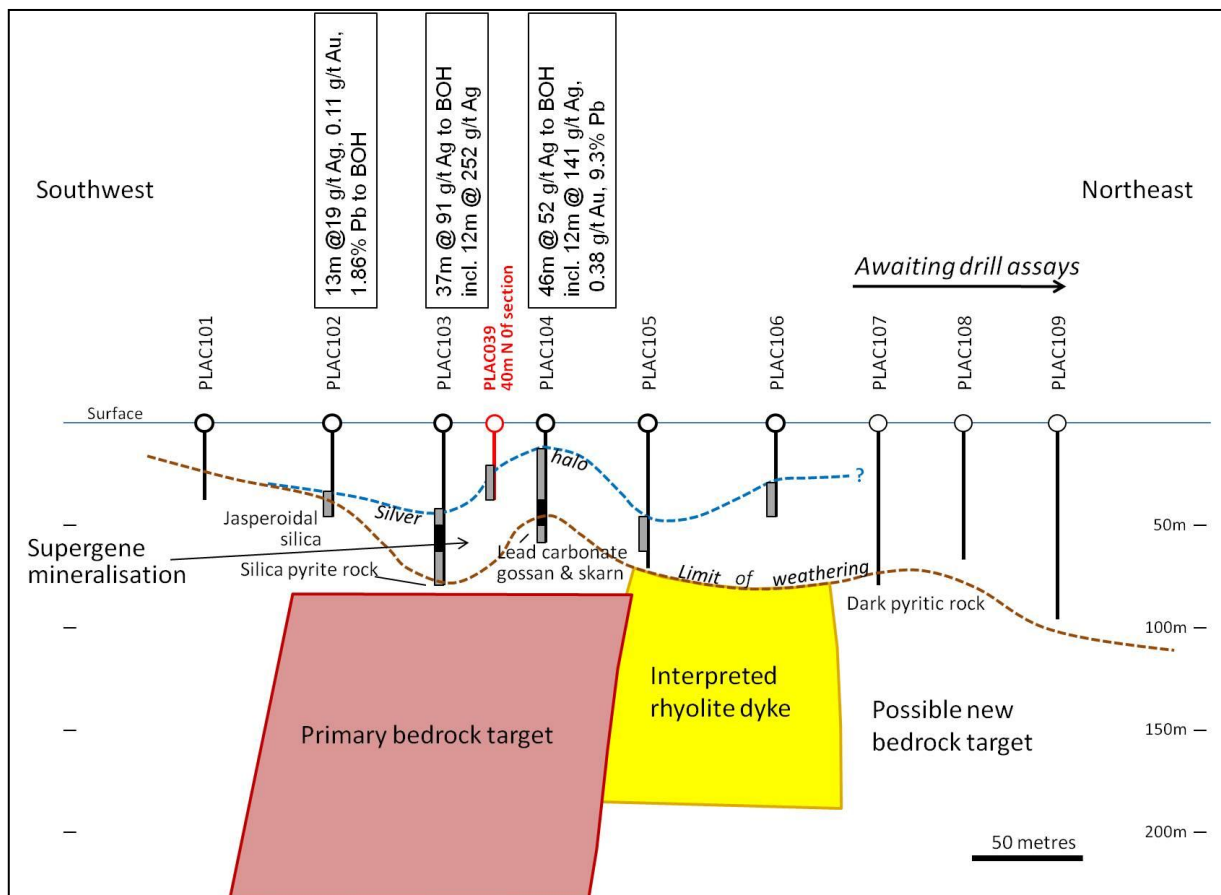 13m @19 g/t Ag, 0.11 g/t Au,
1.86% Pb to BOH
37m @ 91 g/t Ag to BOH
incl. 12m @ 252 g/t Ag
46m @ 52 g/t Ag to BOH
incl. 12m @ 141 g/t Ag,
0.38 g/t Au, 9.3% Pb
Southwest
Northeast
Awaiting drill assays
PLAC101
PLAC102
PLAC103
PLAC039
40m N 0f section
PLAC104
PLAC105
PLAC106
PLAC107
PLAC108
PLAC109
Surface
halo
?
Silver
50m
Jasperoidal
silica
Supergene
mineralisation
Silica pyrite rock
Lead carbonate
gossan & skarn
Limit of weathering
Dark pyritic rock
100m
Primary bedrock target
Interpreted
rhyolite dyke
Possible new
bedrock target
150m
200m
50 metres